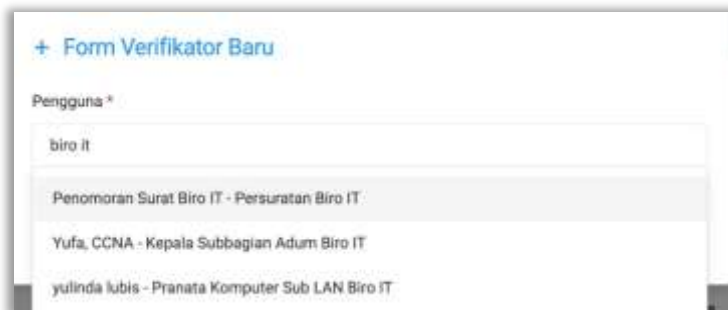 + Form Verifikator Baru
Pengguna *
biro it
Penomoran Surat Biro IT - Persuratan Biro IT
Yufa, CCNA - Kepala Subbagian Adum Biro IT
yulinda lubis - Pranata Komputer Sub LAN Biro IT